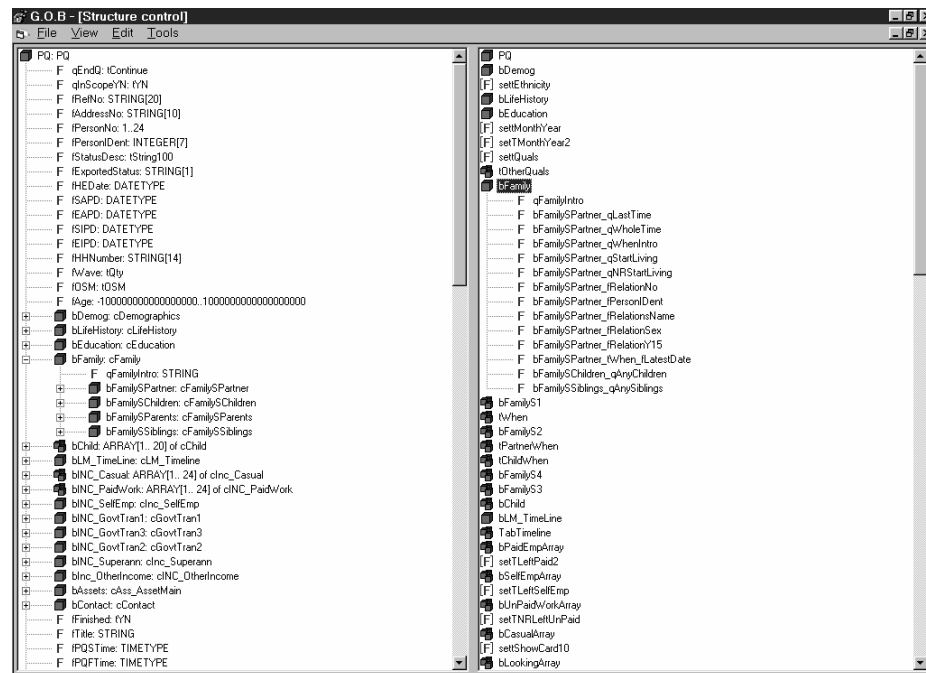 G.O.B - [Structure control]
File View Edit Tools
PQ: PQ
F qEndQ: tContinue
F qInScopeYN: tYN
F fRefNo: STRING[20]
F fAddressNo: STRING[10]
F fPersonNo: 1..24
F fPersonIDent: INTEGER[7]
F fStatusDesc: tString100
F fExportedStatus: STRING[1]
F fHEDate: DATETYPE
F fSAPD: DATETYPE
F fEAPD: DATETYPE
F fSIPD: DATETYPE
F fEIPD: DATETYPE
F fHHNumber: STRING[14]
F fWave: tQty
F fOSM: tOSM
F fAge: -100000000000000000..1000000000000000000
bDemog: cDemographics
bLifeHistory: cLifeHistory
bEducation: cEducation
bFamily: cFamily
F qFamilyIntro: STRING
bFamilySPartner: cFamilySPartner
bFamilySChildren: cFamilySChildren
bFamilySParents: cFamilySParents
bFamilySSiblings: cFamilySSiblings
bChild: ARRAY[1.. 20] of cChild
bLM_TimeLine: cLM_Timeline
bINC_Casual: ARRAY[1.. 24] of cInc_Casual
bINC_PaidWork: ARRAY[1.. 24] of cINC_PaidWork
bINC_SelfEmp: cInc_SelfEmp
bINC_GovtTran1: cGovtTran1
bINC_GovtTran3: cGovtTran3
bINC_GovtTran2: cGovtTran2
bINC_Superann: cInc_Superann
bInc_OtherIncome: cINC_OtherIncome
bAssets: cAss_AssetMain
bContact: cContact
F fFinished: tYN
F fTitle: STRING
F fPQSTime: TIMETYPE
F fPQFTime: TIMETYPE
PQ
bDemog
[F] settEthnicity
bLifeHistory
bEducation
[F] settMonthYear
[F] setTMonthYear2
[F] settQuals
tOtherQuals
bFamily
F qFamilyIntro
F bFamilySPartner_qLastTime
F bFamilySPartner_qWholeTime
F bFamilySPartner_qWhenIntro
F bFamilySPartner_qStartLiving
F bFamilySPartner_qNRStartLiving
F bFamilySPartner_fRelationNo
F bFamilySPartner_fPersonIDent
F bFamilySPartner_fRelationsName
F bFamilySPartner_fRelationSex
F bFamilySPartner_fRelationY15
F bFamilySPartner_tWhen_fLatestDate
F bFamilySChildren_qAnyChildren
F bFamilySSiblings_qAnySiblings
bFamilyS1
tWhen
bFamilyS2
tPartnerWhen
tChildWhen
bFamilyS4
bFamilyS3
bChild
bLM_TimeLine
TabTimeline
bPaidEmpArray
[F] setTLeftPaid2
bSelfEmpArray
[F] setTLeftSelfEmp
bUnPaidWorkArray
[F] setTNRLeftUnPaid
bCasualArray
[F] settShowCard10
bLookingArray